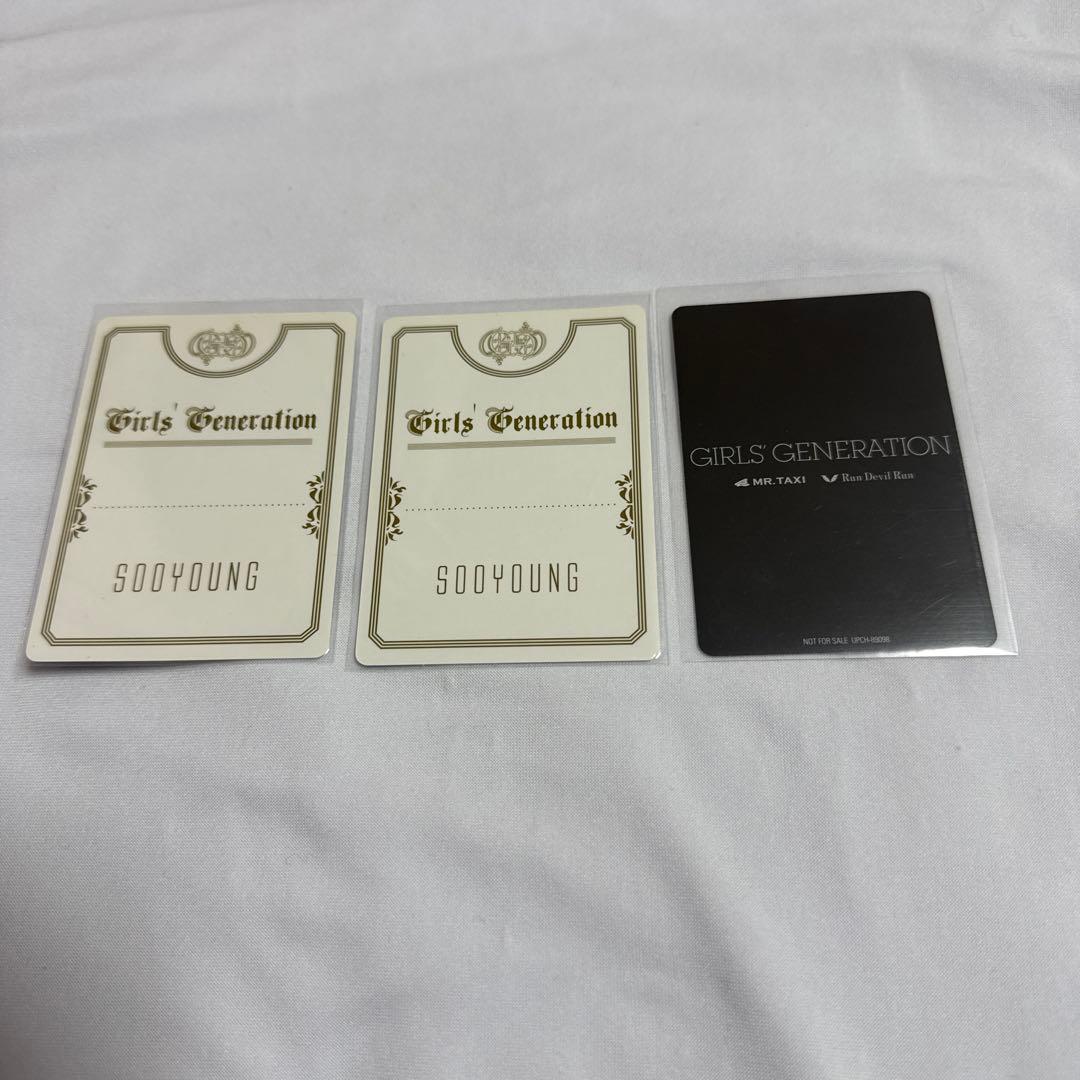 Girls' Generation
SOOYOUNG
Girls' Generation
SOOYOUNG
GIRLS' GENERATION
MR.TAXI Run Devil Run
NOT FOR SALE UPCH-89098